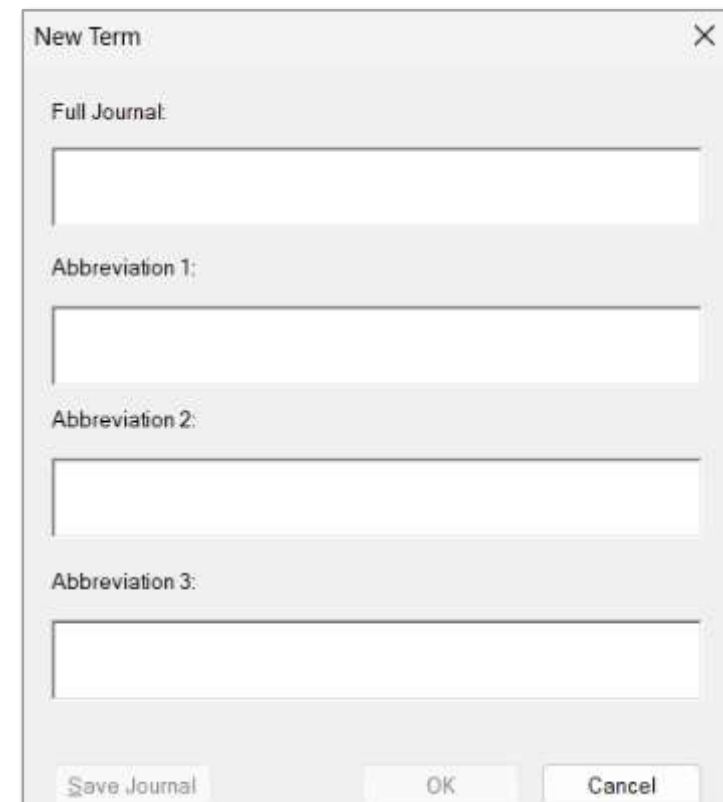 New Term
Full Journal:
Abbreviation 1:
Abbreviation 2:
Abbreviation 3:
Save Journal OK Cancel